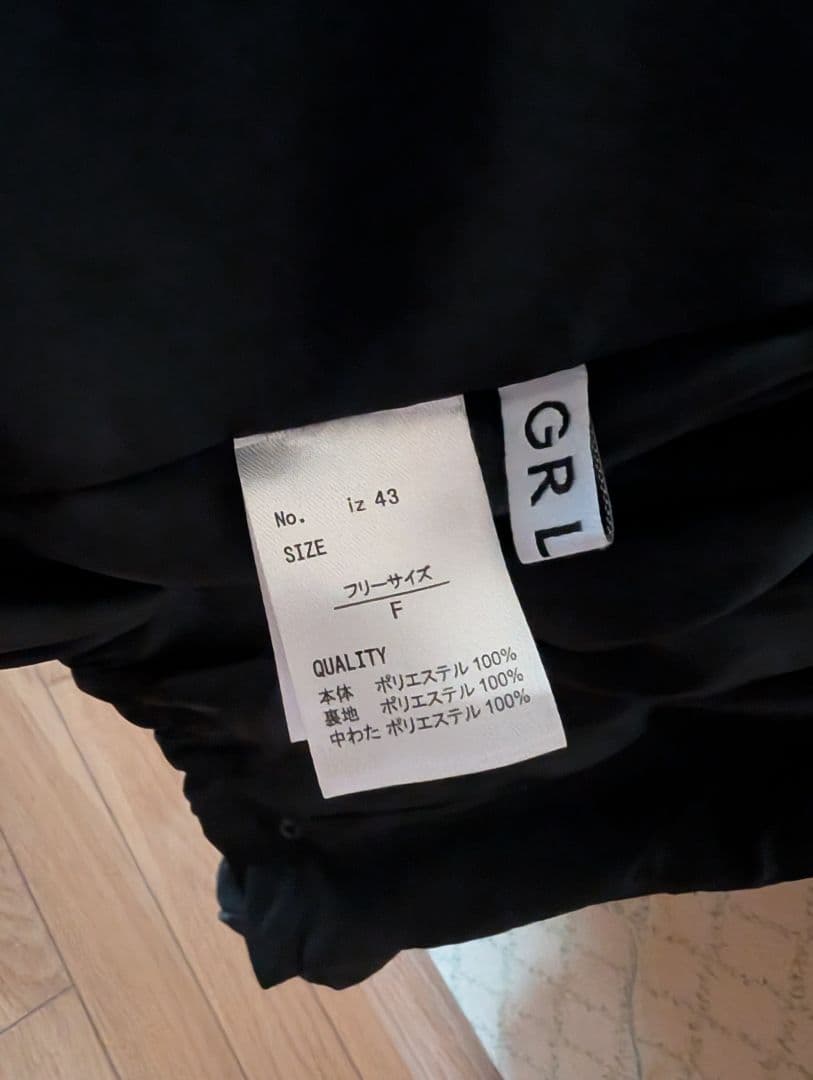 No. iz 43
SIZE
フリーサイズ
F
QUALITY
本体 ポリエステル 100%
裏地 ポリエステル 100%
中わた ポリエステル 100%
GRL